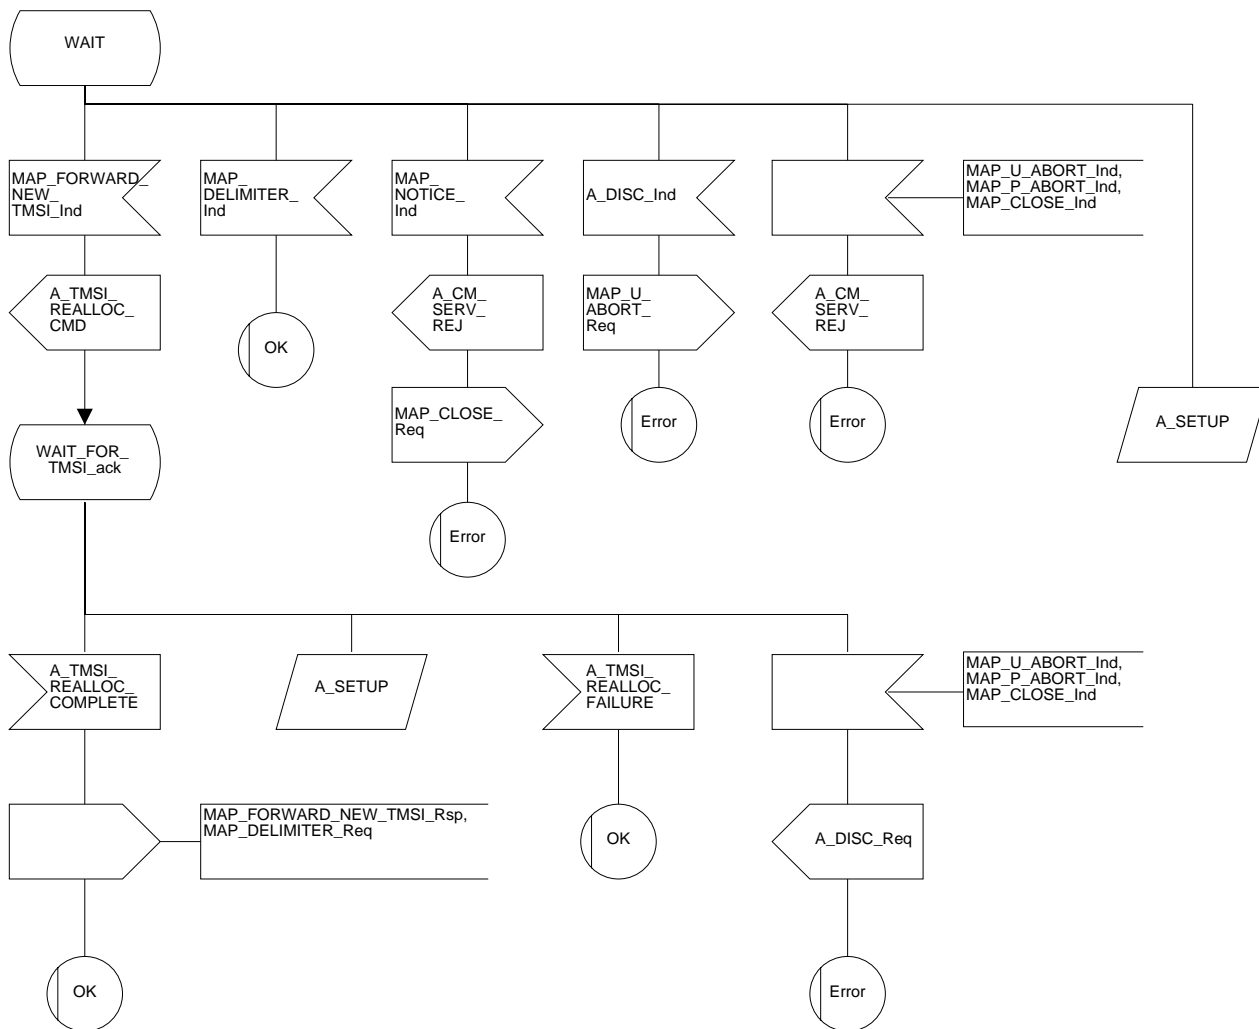 WAIT
MAP_FORWARD_
NEW_
TMSI_Ind
MAP_
DELIMITER_
Ind
MAP_
NOTICE_
Ind
A_DISC_Ind
MAP_U_ABORT_Ind,
MAP_P_ABORT_Ind,
MAP_CLOSE_Ind
A_TMSI_
REALLOC_
CMD
OK
A_CM_
SERV_
REJ
MAP_U_
ABORT_
Req
A_CM_
SERV_
REJ
MAP_CLOSE_
Req
Error
Error
A_SETUP
WAIT_FOR_
TMSI_ack
Error
A_TMSI_
REALLOC_
COMPLETE
A_SETUP
A_TMSI_
REALLOC_
FAILURE
MAP_U_ABORT_Ind,
MAP_P_ABORT_Ind,
MAP_CLOSE_Ind
MAP_FORWARD_NEW_TMSI_Rsp,
MAP_DELIMITER_Req
OK
A_DISC_Req
OK
Error